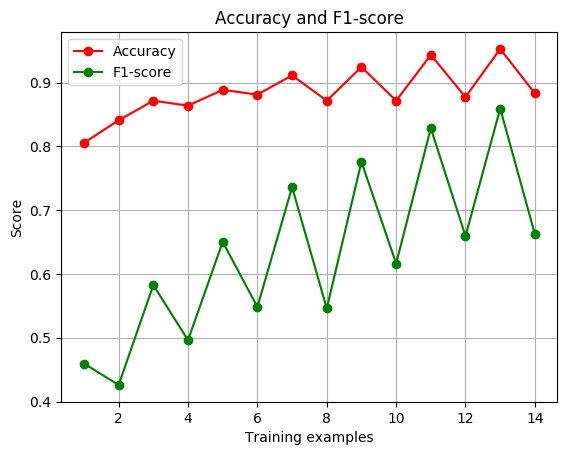 Accuracy and F1-score
Accuracy
F1-score
0.9
0.8
0.7
0.6
0.5
0.4
Score
2 4 6 8 10 12 14
Training examples